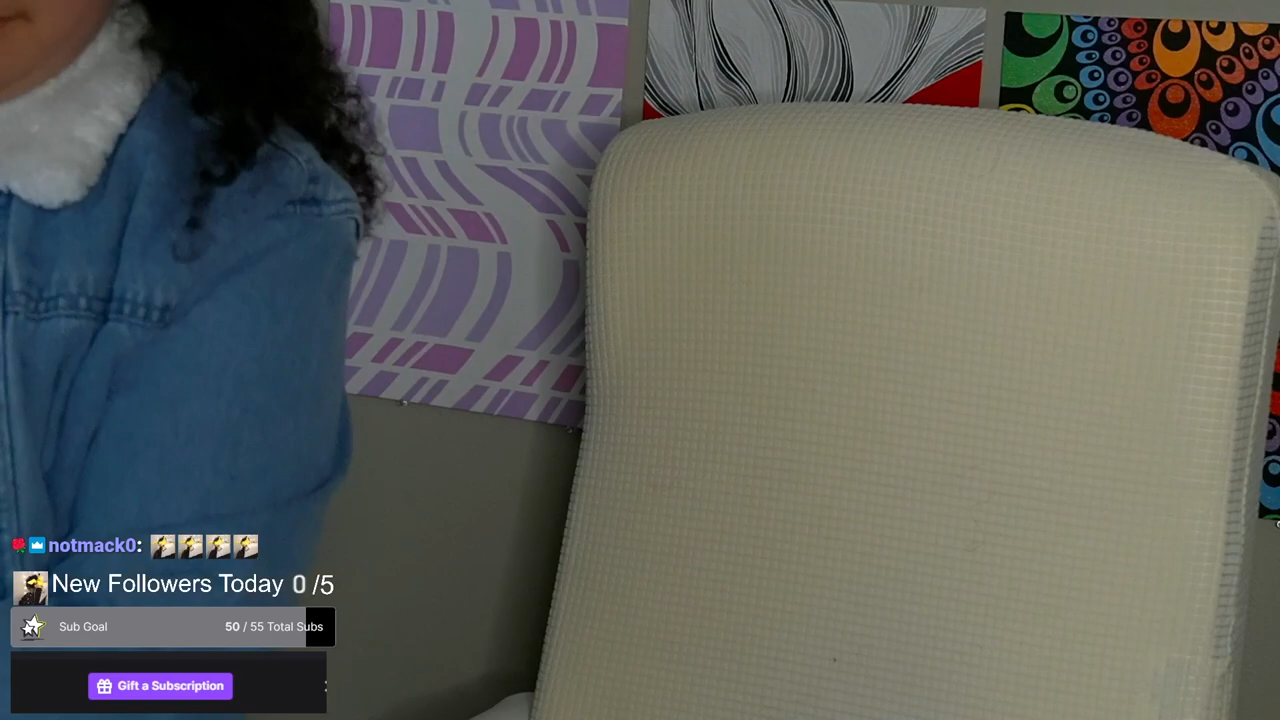 notmack0:
New Followers Today 0 /5
Sub Goal 50 / 55 Total Subs
Gift a Subscription :